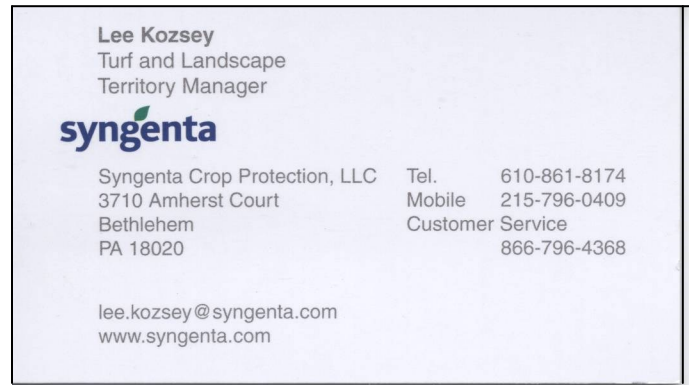 Lee Kozsey
Turf and Landscape
Territory Manager
syngenta
Syngenta Crop Protection, LLC
3710 Amherst Court
Bethlehem
PA 18020
Tel. 610-861-8174
Mobile 215-796-0409
Customer Service
866-796-4368
lee.kozsey@syngenta.com
www.syngenta.com